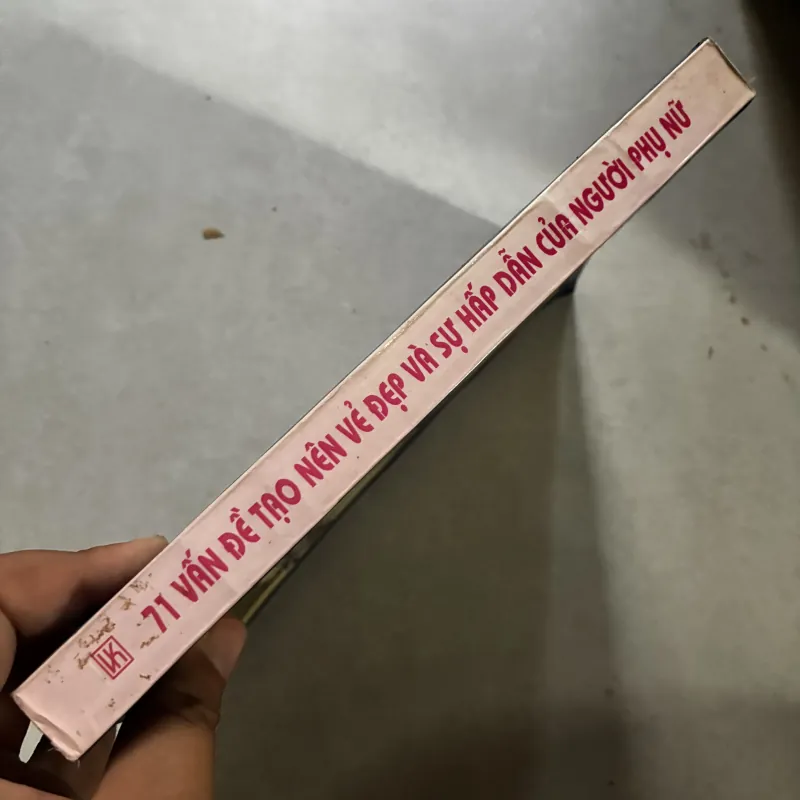 71 VẤN ĐỀ TẠO NÊN VẺ ĐẸP VÀ SỰ HẤP DẪN CỦA NGƯỜI PHỤ NỮ